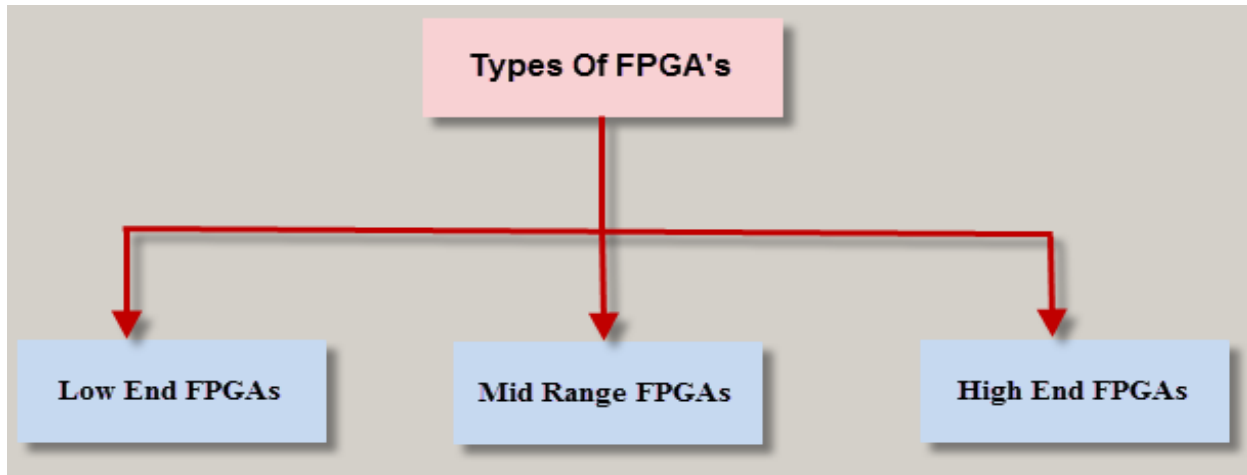 Types Of FPGA's
Low End FPGAs
Mid Range FPGAs
High End FPGAs